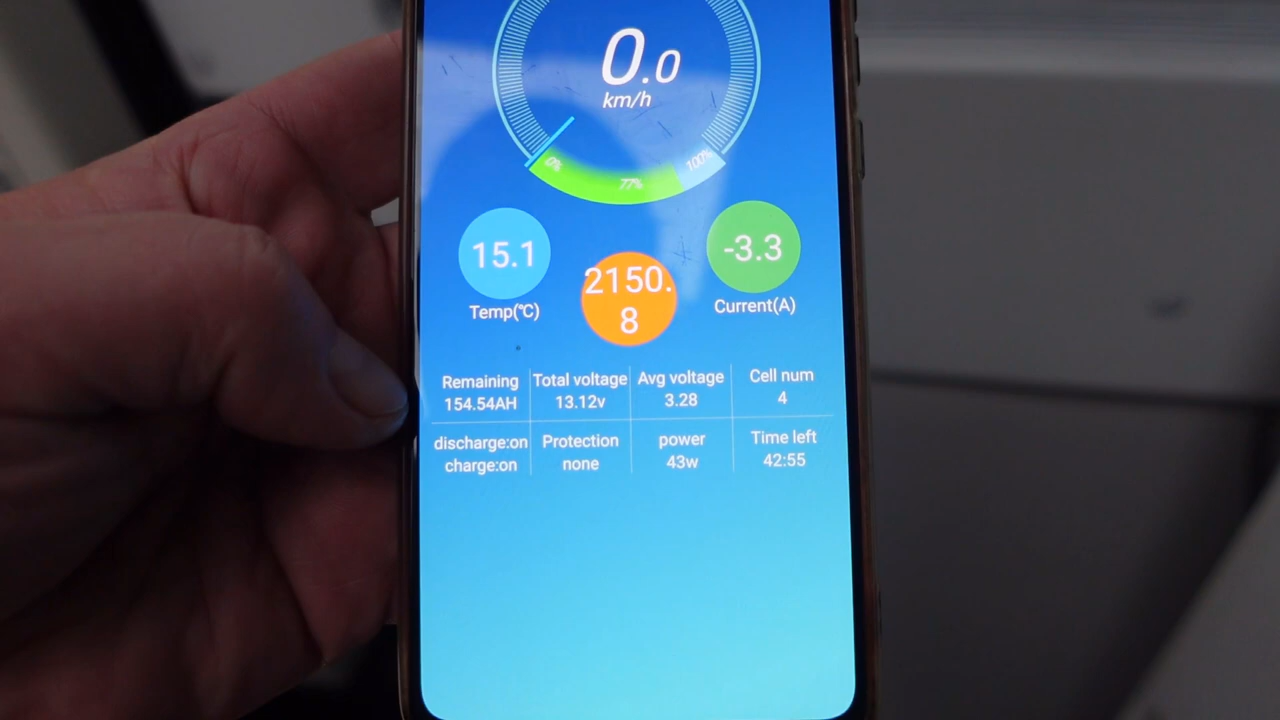 0.0
km/h
0%
77%
100%
15.1
Temp(℃)
2150.
8
-3.3
Current(A)
Remaining
154.54AH
Total voltage
13.12v
Avg voltage
3.28
Cell num
4
discharge:on
charge:on
Protection
none
power
43w
Time left
42:55